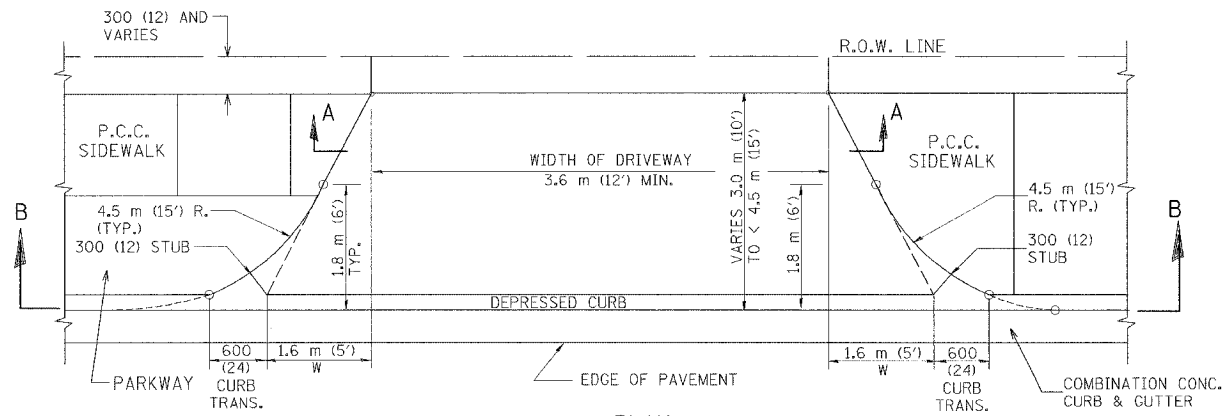 300 (12) AND
VARIES
R.O.W. LINE
A
A
P.C.C.
SIDEWALK
P.C.C.
SIDEWALK
WIDTH OF DRIVEWAY
3.6 m (12') MIN.
VARIES 3.0 m (10')
TO < 4.5 m (15')
4.5 m (15') R.
(TYP.)
300 (12) STUB
1.8 m (6')
TYP.
1.8 m (6')
4.5 m (15')
R. (TYP.)
300 (12)
STUB
B
B
DEPRESSED CURB
600
(24)
CURB
TRANS.
1.6 m (5')
W
1.6 m (5')
W
600
(24)
CURB
TRANS.
PARKWAY
EDGE OF PAVEMENT
COMBINATION CONC.
CURB & GUTTER